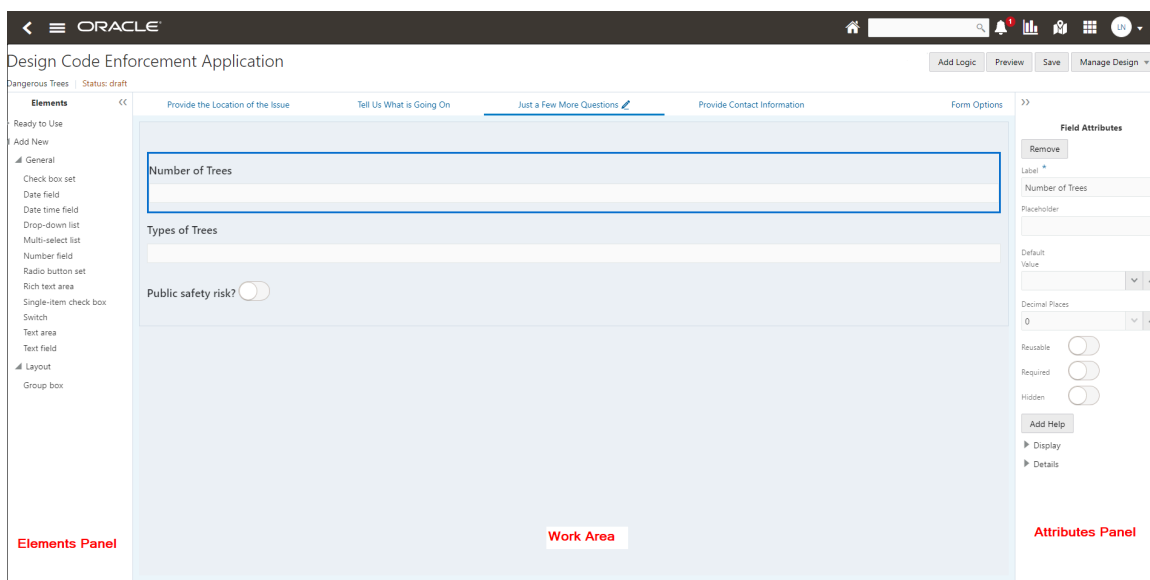 ORACLE
1
LN
Design Code Enforcement Application
Add Logic
Preview
Save
Manage Design
Dangerous Trees | Status: draft
Elements
Ready to Use
Add New
General
Check box set
Date field
Date time field
Drop-down list
Multi-select list
Number field
Radio button set
Rich text area
Single-item check box
Switch
Text area
Text field
Layout
Group box
Elements Panel
Provide the Location of the Issue
Tell Us What is Going On
Just a Few More Questions
Provide Contact Information
Form Options
Number of Trees
Types of Trees
Public safety risk?
Work Area
Field Attributes
Remove
Label *
Number of Trees
Placeholder
Default
Value
Decimal Places
0
Reusable
Required
Hidden
Add Help
Display
Details
Attributes Panel